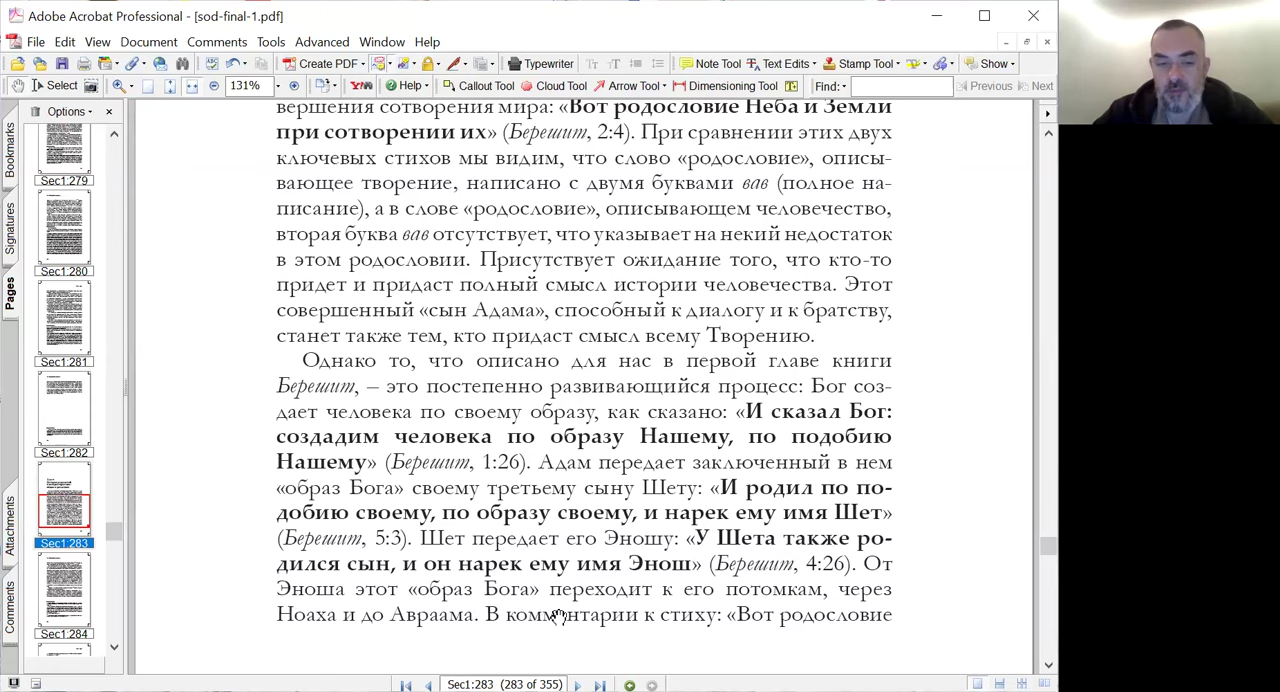 Adobe Acrobat Professional - [sod-final-1.pdf]
File Edit View Document Comments Tools Advanced Window Help
Create PDF Typewriter Note Tool Text Edits Stamp Tool Show
Select 131% Help Callout Tool Cloud Tool Arrow Tool Dimensioning Tool Find: Previous Next
Options
Bookmarks
Signatures
Pages
Attachments
Comments
Sec1:279
Sec1:280
Sec1:281
Sec1:282
Sec1:283
Sec1:284
вершения сотворения мира: «Вот родословие Неба и Земли
при сотворении их» (Берешит, 2:4). При сравнении этих двух
ключевых стихов мы видим, что слово «родословие», описы-
вающее творение, написано с двумя буквами вав (полное на-
писание), а в слове «родословие», описывающем человечество,
вторая буква вав отсутствует, что указывает на некий недостаток
в этом родословии. Присутствует ожидание того, что кто-то
придет и придаст полный смысл истории человечества. Этот
совершенный «сын Адама», способный к диалогу и к братству,
станет также тем, кто придаст смысл всему Творению.
Однако то, что описано для нас в первой главе книги
Берешит, – это постепенно развивающийся процесс: Бог соз-
дает человека по своему образу, как сказано: «И сказал Бог:
создадим человека по образу Нашему, по подобию
Нашему» (Берешит, 1:26). Адам передает заключенный в нем
«образ Бога» своему третьему сыну Шету: «И родил по по-
добию своему, по образу своему, и нарек ему имя Шет»
(Берешит, 5:3). Шет передает его Эношу: «У Шета также ро-
дился сын, и он нарек ему имя Энош» (Берешит, 4:26). От
Эноша этот «образ Бога» переходит к его потомкам, через
Ноаха и до Авраама. В комментарии к стиху: «Вот родословие
Sec1:283 (283 of 355)